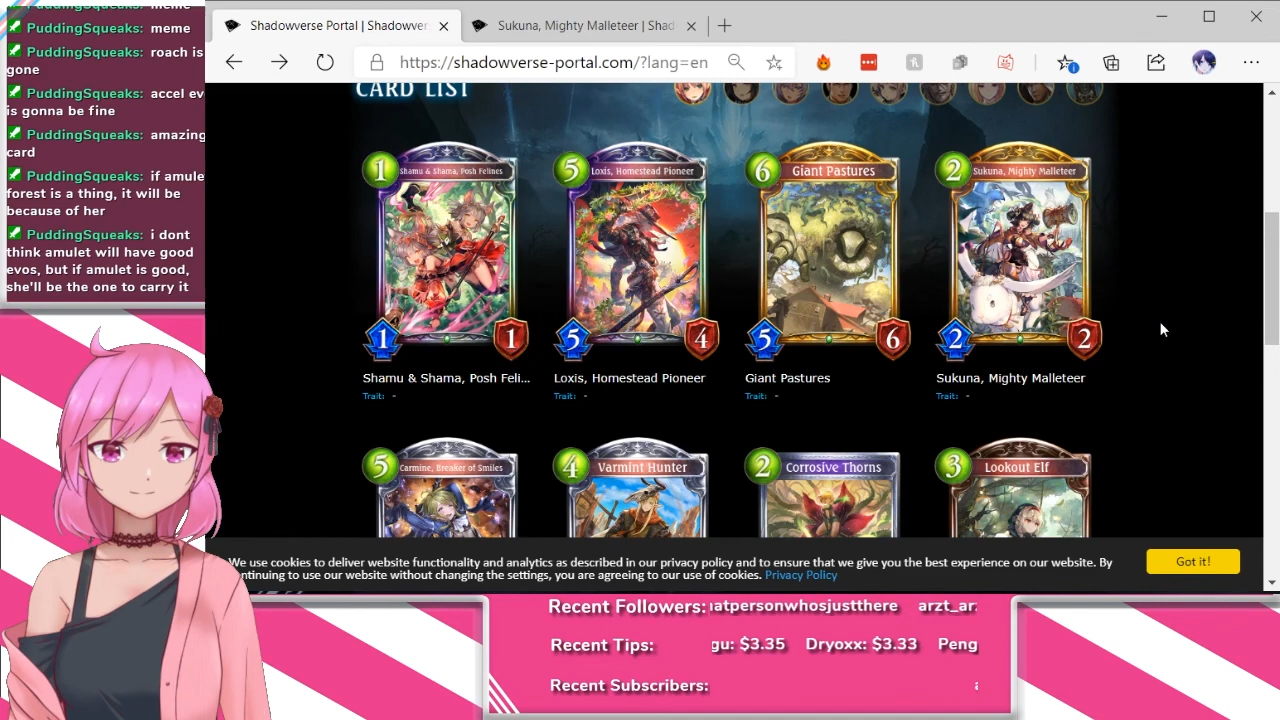 meme
PuddingSqueaks: meme
PuddingSqueaks: roach is
gone
PuddingSqueaks: accel ev
is gonna be fine
PuddingSqueaks: amazing
card
PuddingSqueaks: if amule
forest is a thing, it will be
because of her
PuddingSqueaks: i dont
think amulet will have good
evos, but if amulet is good,
she'll be the one to carry it
Shadowverse Portal | Shadowver
Sukuna, Mighty Malleteer | Shad
https://shadowverse-portal.com/?lang=en
CARD LIST
1 Shamu & Shama, Posh Felines
5 Loxis, Homestead Pioneer
6 Giant Pastures
2 Sukuna, Mighty Malleteer
1 1
5 4
5 6
2 2
Shamu & Shama, Posh Feli...
Loxis, Homestead Pioneer
Giant Pastures
Sukuna, Mighty Malleteer
Trait: -
Trait: -
Trait: -
Trait: -
5 Carmine, Breaker of Smiles
4 Varmint Hunter
2 Corrosive Thorns
3 Lookout Elf
We use cookies to deliver website functionality and analytics as described in our privacy policy and to ensure that we give you the best experience on our website. By
ntinuing to use our website without changing the settings, you are agreeing to our use of cookies. Privacy Policy
Got it!
Recent Followers: atpersonwhosjustthere arzt_ar
Recent Tips: gu: $3.35 Dryoxx: $3.33 Peng
Recent Subscribers: